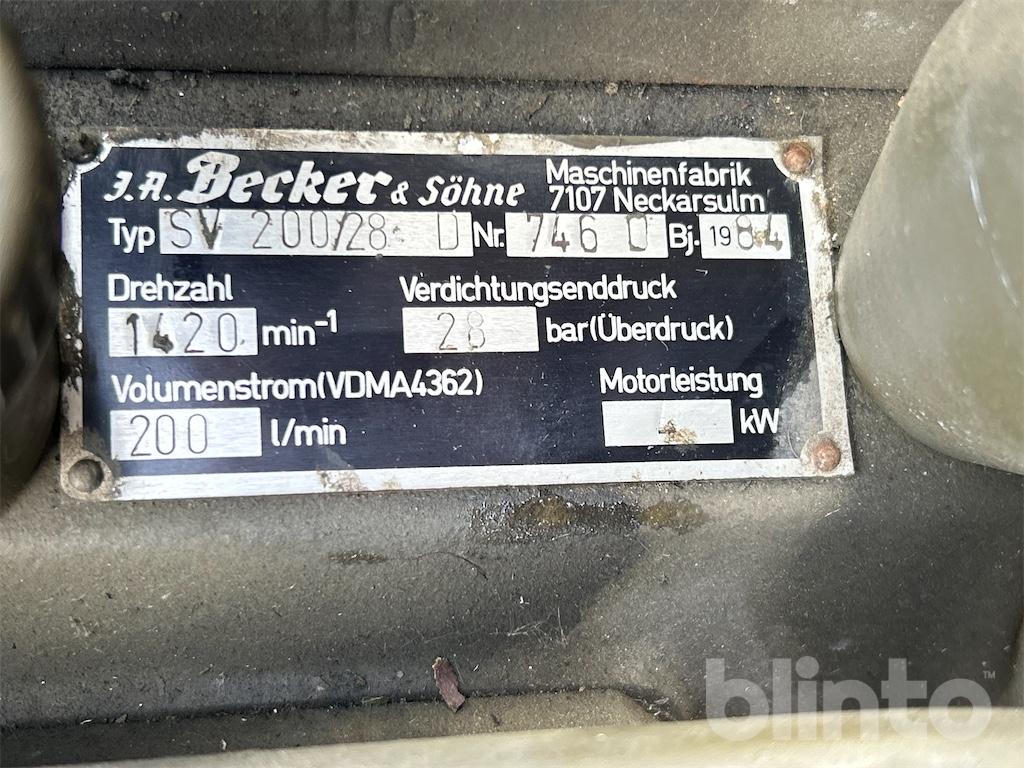 J.A. Becker & Söhne Maschinenfabrik
7107 Neckarsulm
Typ SV 200/28 D Nr. 746 0 Bj. 1984
Drehzahl Verdichtungsenddruck
1420 min-1 28 bar (Überdruck)
Volumenstrom (VDMA4362) Motorleistung
200 l/min - kW
blinto™